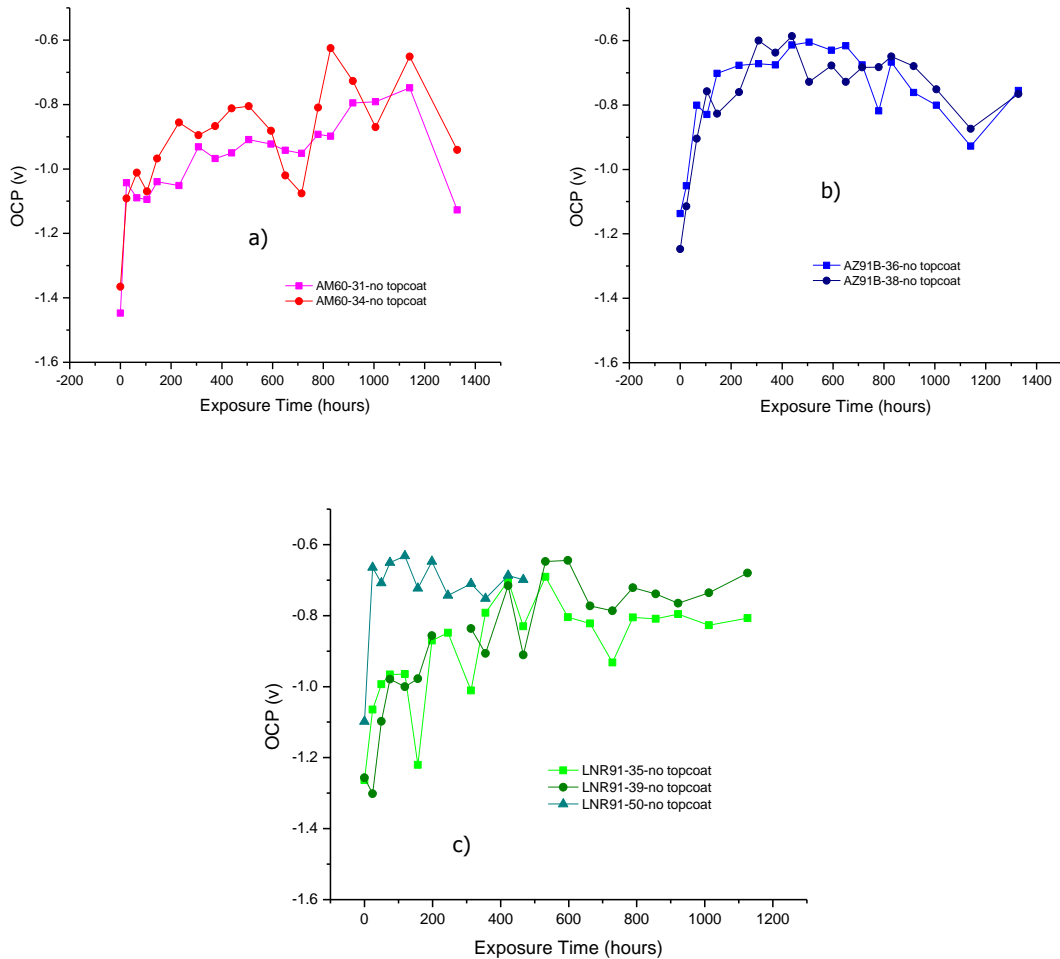 -0.6
-0.8
-1.0
-1.2
-1.4
-1.6
OCP (v)
-200 0 200 400 600 800 1000 1200 1400
Exposure Time (hours)
a)
AM60-31-no topcoat
AM60-34-no topcoat
-0.6
-0.8
-1.0
-1.2
-1.4
-1.6
OCP (v)
-200 0 200 400 600 800 1000 1200 1400
Exposure Time (hours)
b)
AZ91B-36-no topcoat
AZ91B-38-no topcoat
-0.6
-0.8
-1.0
-1.2
-1.4
-1.6
OCP (v)
0 200 400 600 800 1000 1200
Exposure Time (hours)
c)
LNR91-35-no topcoat
LNR91-39-no topcoat
LNR91-50-no topcoat